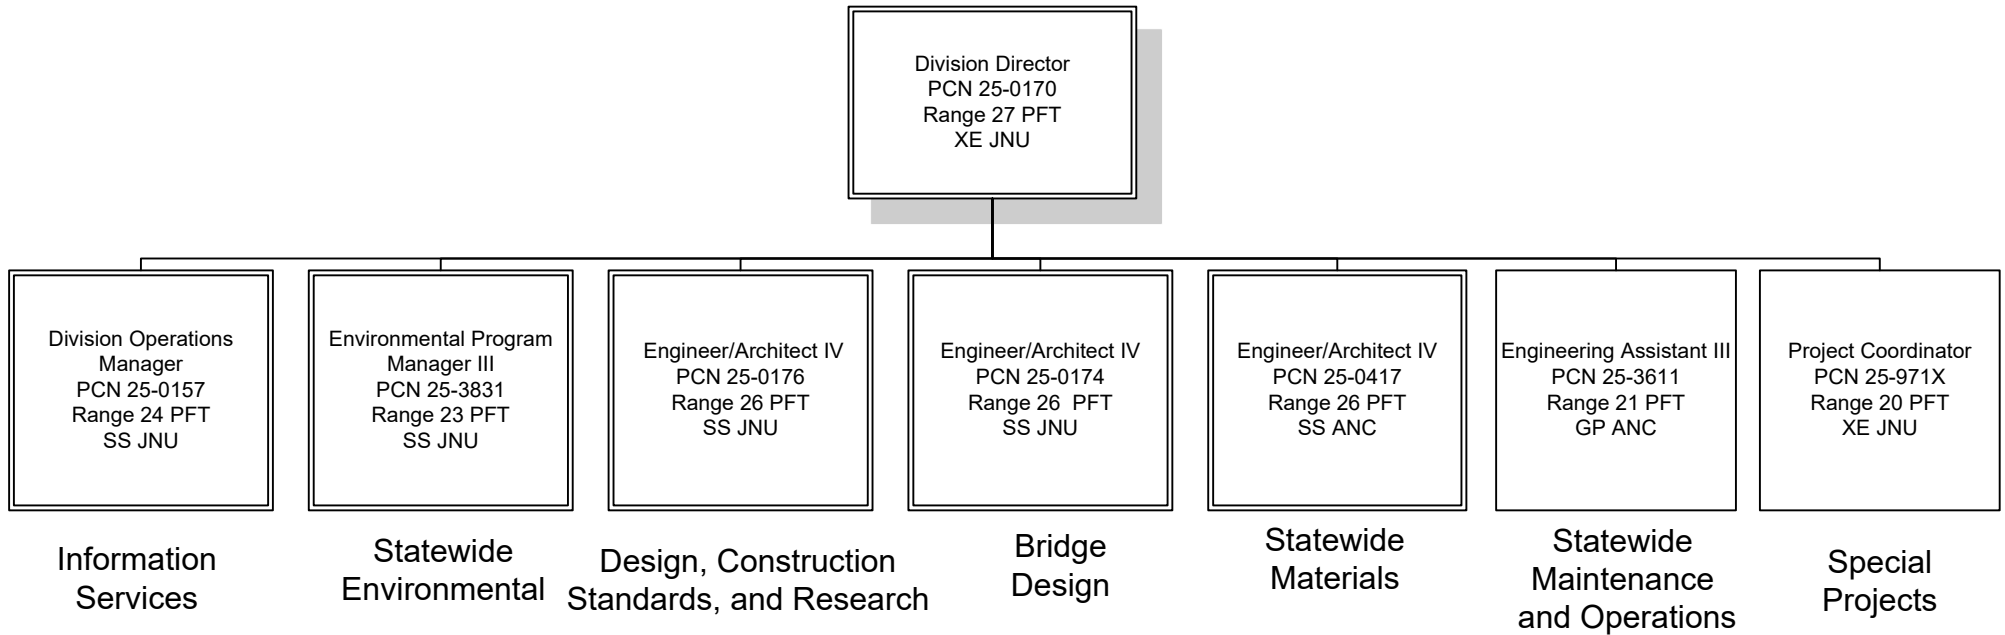 Division Director
PCN 25-0170
Range 27 PFT
XE JNU
Division Operations
Manager
PCN 25-0157
Range 24 PFT
SS JNU
Environmental Program
Manager III
PCN 25-3831
Range 23 PFT
SS JNU
Engineer/Architect IV
PCN 25-0176
Range 26 PFT
SS JNU
Engineer/Architect IV
PCN 25-0174
Range 26  PFT
SS JNU
Engineer/Architect IV
PCN 25-0417
Range 26 PFT
SS ANC
Engineering Assistant III
PCN 25-3611
Range 21 PFT
GP ANC
Project Coordinator
PCN 25-971X
Range 20 PFT
XE JNU
Information
Services
Statewide
Environmental
Design, Construction
Standards, and Research
Bridge
Design
Statewide
Materials
Statewide
Maintenance
and Operations
Special
Projects